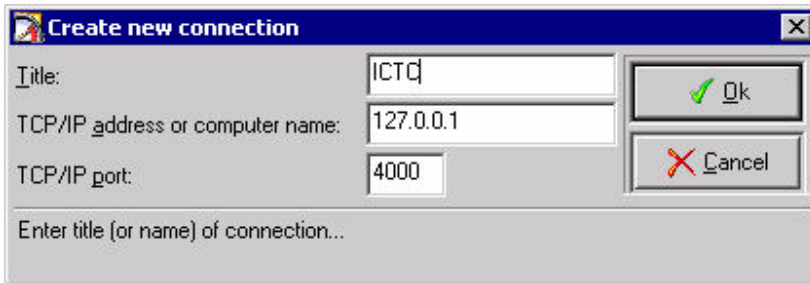 Create new connection
Title:
ICTC
Ok
TCP/IP address or computer name:
127.0.0.1
TCP/IP port:
4000
Cancel
Enter title (or name) of connection...